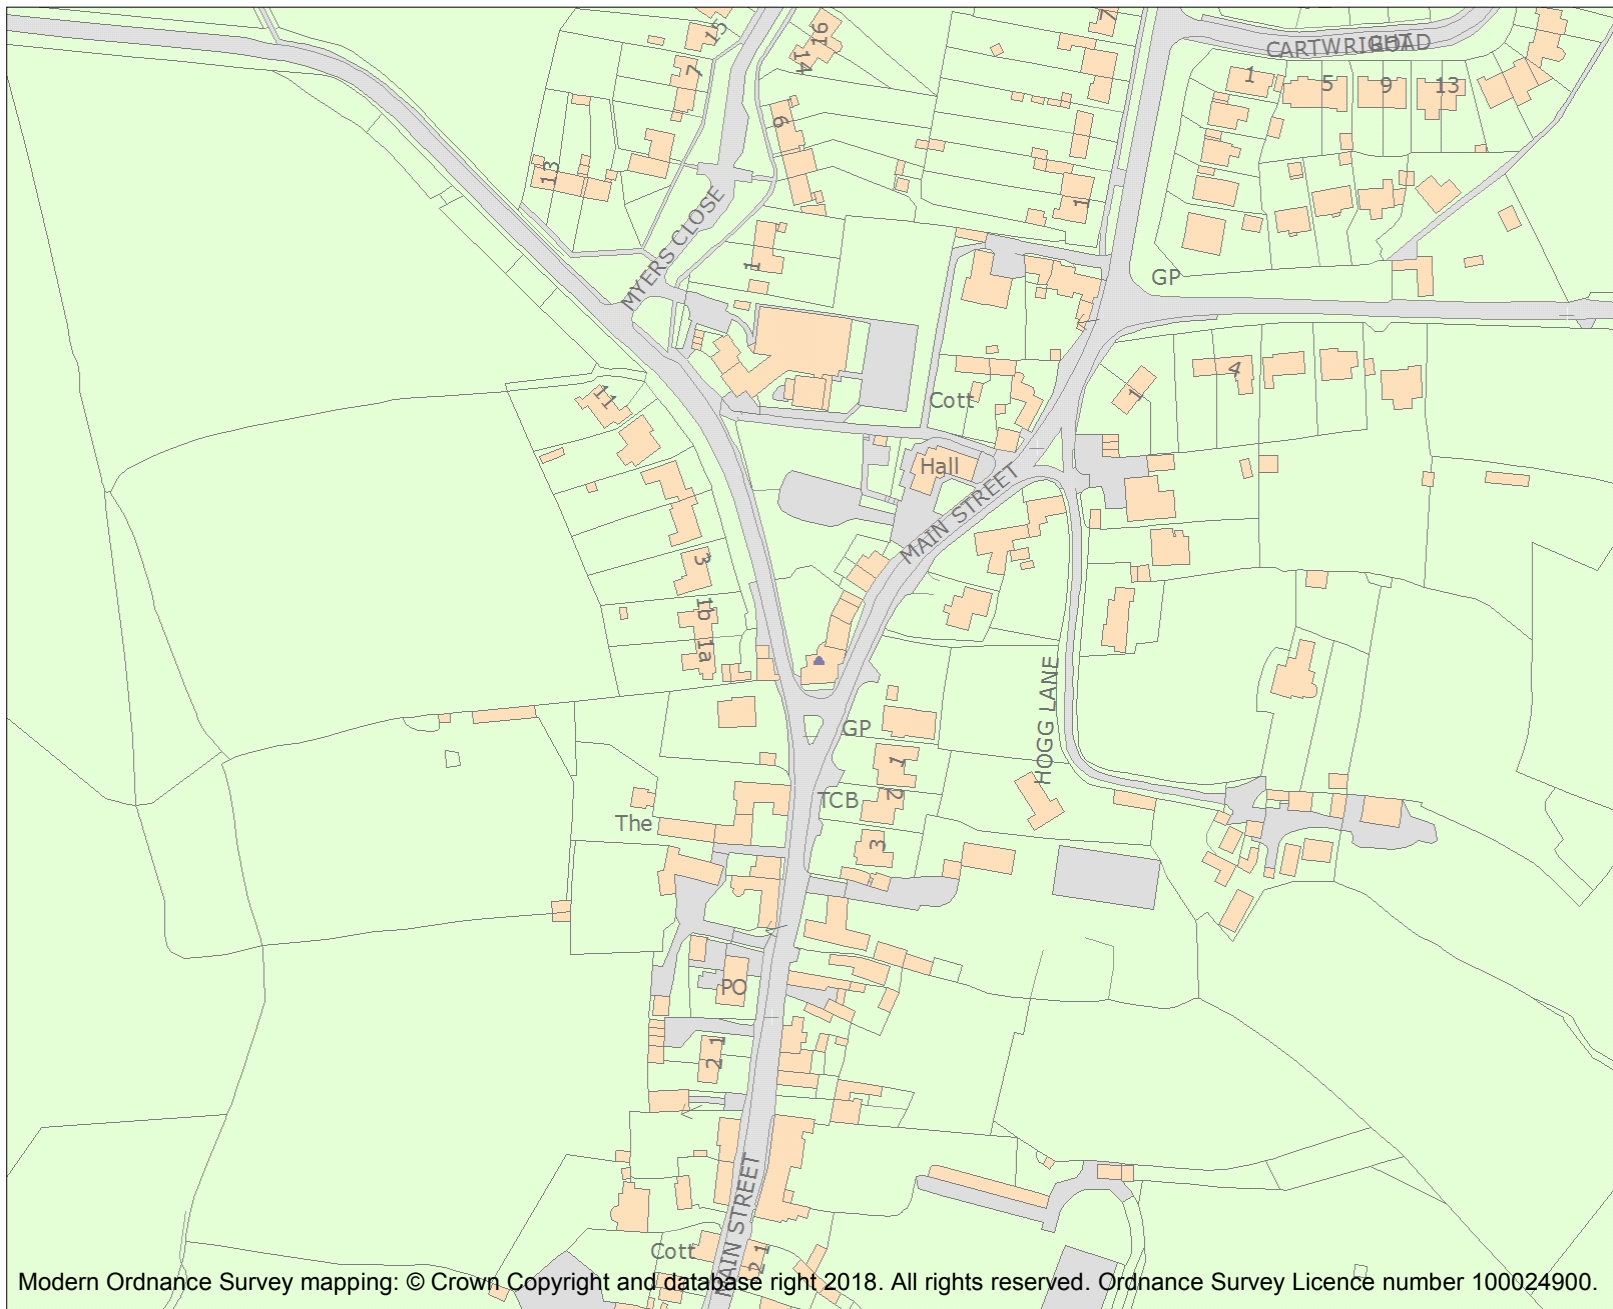 15
16
14
7
7
CARTWRIGHT ROAD
1
5
9
13
6
13
1
MYERS CLOSE
1
GP
4
1
11
Cott
Hall
MAIN STREET
3
1b
1a
HOGG LANE
GP
1
2
TCB
The
3
PO
1
2
MAIN STREET
Cott
1
2
Modern Ordnance Survey mapping: © Crown Copyright and database right 2018. All rights reserved. Ordnance Survey Licence number 100024900.